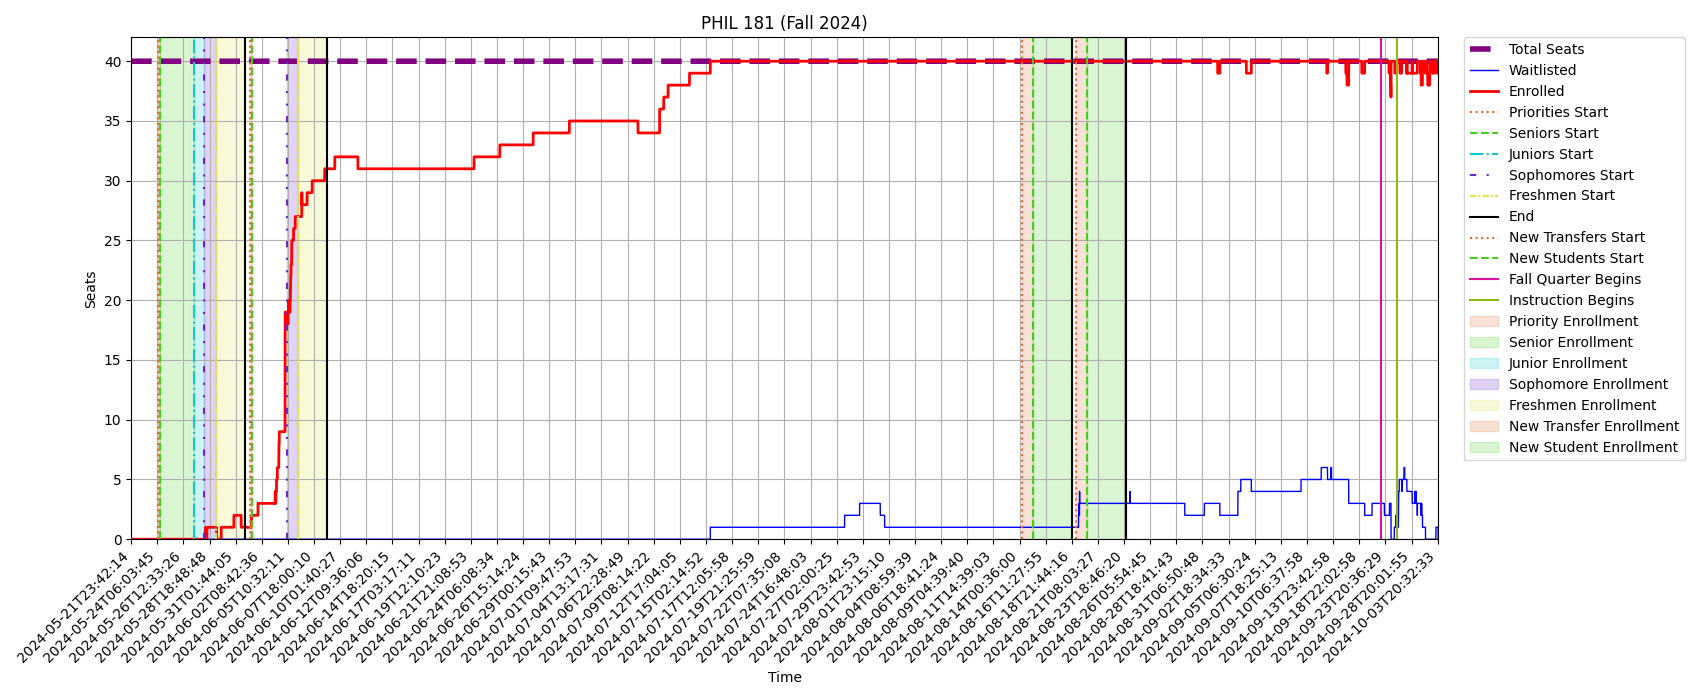 PHIL 181 (Fall 2024)
Seats
40
35
30
25
20
15
10
5
0
2024-05-21T23:42:14
2024-05-24T06:03:45
2024-05-26T12:33:26
2024-05-28T18:48:48
2024-05-31T01:44:05
2024-06-02T08:42:36
2024-06-05T10:32:11
2024-06-07T18:00:10
2024-06-10T01:40:27
2024-06-12T09:36:06
2024-06-14T18:20:15
2024-06-17T03:17:11
2024-06-19T12:10:23
2024-06-21T21:08:53
2024-06-24T06:08:34
2024-06-26T15:14:24
2024-06-29T00:15:43
2024-07-01T09:47:53
2024-07-04T13:17:31
2024-07-06T22:28:49
2024-07-09T08:14:22
2024-07-12T17:04:05
2024-07-15T02:14:52
2024-07-17T12:05:58
2024-07-19T21:25:59
2024-07-22T07:35:08
2024-07-24T16:48:03
2024-07-27T02:00:25
2024-07-29T23:42:53
2024-08-01T23:15:10
2024-08-04T08:59:39
2024-08-06T18:41:24
2024-08-09T04:39:40
2024-08-11T14:39:03
2024-08-14T00:36:00
2024-08-16T11:27:55
2024-08-18T21:44:16
2024-08-21T08:03:27
2024-08-23T18:46:20
2024-08-26T05:54:45
2024-08-28T18:41:43
2024-08-31T06:50:48
2024-09-02T18:34:33
2024-09-05T06:30:24
2024-09-07T18:25:13
2024-09-10T06:37:58
2024-09-13T23:42:58
2024-09-18T22:02:58
2024-09-23T20:36:29
2024-09-28T20:01:55
2024-10-03T20:32:33
Time
Total Seats
Waitlisted
Enrolled
Priorities Start
Seniors Start
Juniors Start
Sophomores Start
Freshmen Start
End
New Transfers Start
New Students Start
Fall Quarter Begins
Instruction Begins
Priority Enrollment
Senior Enrollment
Junior Enrollment
Sophomore Enrollment
Freshmen Enrollment
New Transfer Enrollment
New Student Enrollment